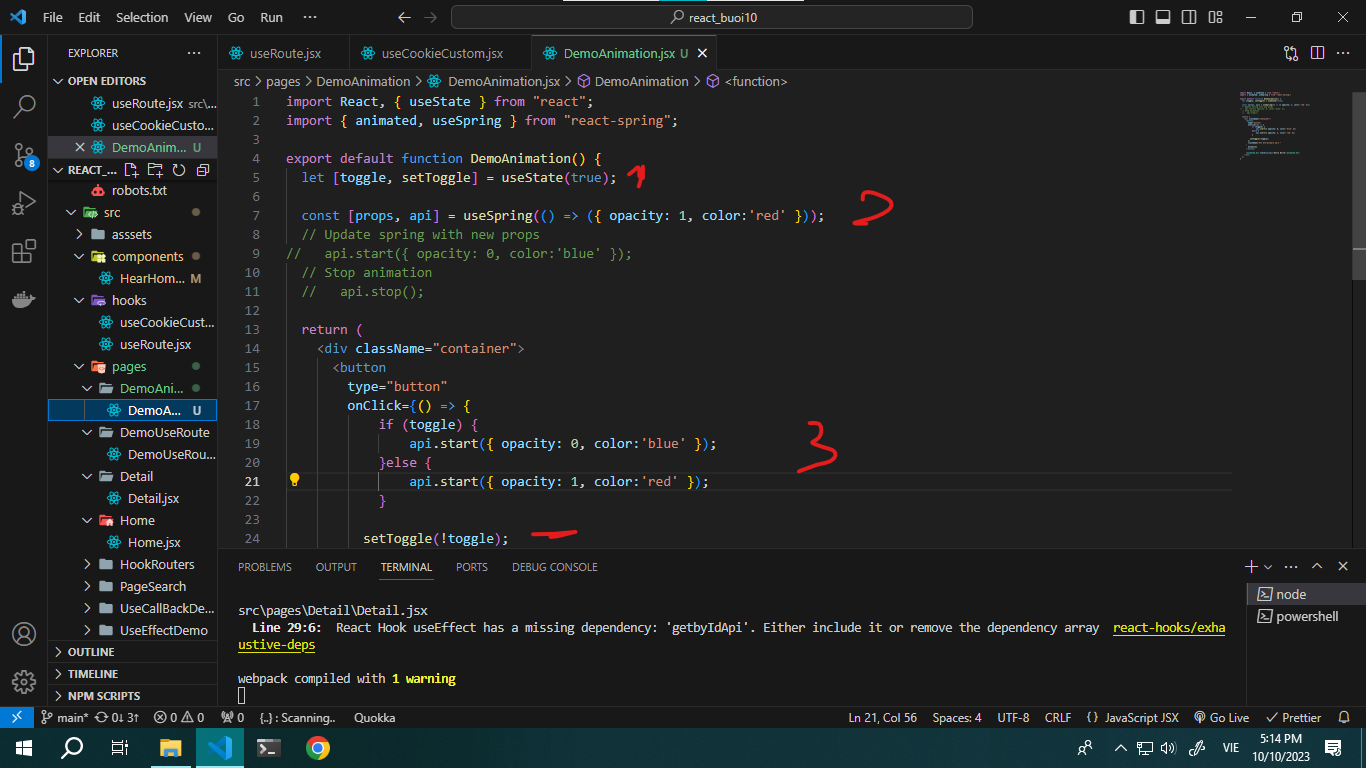 File Edit Selection View Go Run ··· react_buoi10
EXPLORER ···
OPEN EDITORS
useRoute.jsx src\...
useCookieCusto...
DemoAnim... U
REACT_...
robots.txt
src
asssets
components
HearHom... M
hooks
useCookieCust...
useRoute.jsx
pages
DemoAni...
DemoA... U
DemoUseRoute
DemoUseRou...
Detail
Detail.jsx
Home
Home.jsx
HookRouters
PageSearch
UseCallBackDe...
UseEffectDemo
OUTLINE
TIMELINE
NPM SCRIPTS
8
useRoute.jsx useCookieCustom.jsx DemoAnimation.jsx U
src > pages > DemoAnimation > DemoAnimation.jsx > DemoAnimation > <function>
1 import React, { useState } from "react";
2 import { animated, useSpring } from "react-spring";
3
4 export default function DemoAnimation() {
5 let [toggle, setToggle] = useState(true); 1
6
7 const [props, api] = useSpring(() => ({ opacity: 1, color:'red' })); 2
8 // Update spring with new props
9 // api.start({ opacity: 0, color:'blue' });
10 // Stop animation
11 // api.stop();
12
13 return (
14 <div className="container">
15 <button
16 type="button"
17 onClick={() => {
18 if (toggle) {
19 api.start({ opacity: 0, color:'blue' }); 3
20 }else {
21 api.start({ opacity: 1, color:'red' });
22 }
23
24 setToggle(!toggle);
PROBLEMS OUTPUT TERMINAL PORTS DEBUG CONSOLE
src\pages\Detail\Detail.jsx
Line 29:6: React Hook useEffect has a missing dependency: 'getbyIdApi'. Either include it or remove the dependency array react-hooks/exha
ustive-deps
webpack compiled with 1 warning
node
powershell
main* 0↓ 3↑ 0 0 0 {..} : Scanning.. Quokka Ln 21, Col 56 Spaces: 4 UTF-8 CRLF {} JavaScript JSX Go Live Prettier
VIE
5:14 PM
10/10/2023